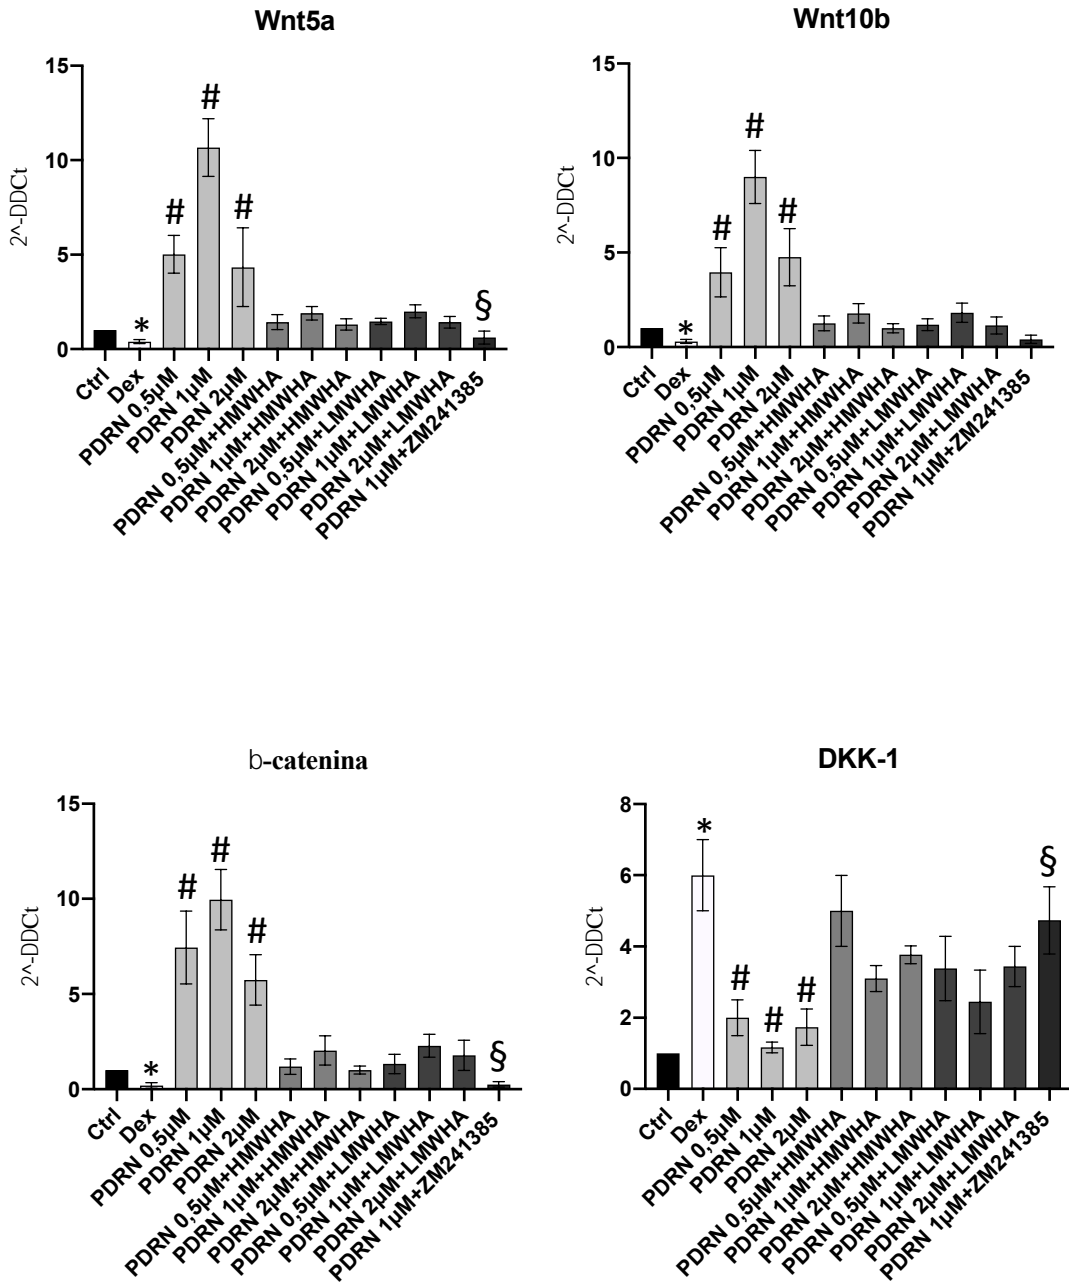 Wnt5a
2^-DDCt
15
10
5
0
*
#
#
#
§
Ctrl
Dex
PDRN 0,5µM
PDRN 1µM
PDRN 2µM
PDRN 0,5µM+HMWHA
PDRN 1µM+HMWHA
PDRN 2µM+HMWHA
PDRN 0,5µM+LMWHA
PDRN 1µM+LMWHA
PDRN 2µM+LMWHA
PDRN 1µM+ZM241385
Wnt10b
2^-DDCt
15
10
5
0
*
#
#
#
Ctrl
Dex
PDRN 0,5µM
PDRN 1µM
PDRN 2µM
PDRN 0,5µM+HMWHA
PDRN 1µM+HMWHA
PDRN 2µM+HMWHA
PDRN 0,5µM+LMWHA
PDRN 1µM+LMWHA
PDRN 2µM+LMWHA
PDRN 1µM+ZM241385
b-catenina
2^-DDCt
15
10
5
0
*
#
#
#
§
Ctrl
Dex
PDRN 0,5µM
PDRN 1µM
PDRN 2µM
PDRN 0,5µM+HMWHA
PDRN 1µM+HMWHA
PDRN 2µM+HMWHA
PDRN 0,5µM+LMWHA
PDRN 1µM+LMWHA
PDRN 2µM+LMWHA
PDRN 1µM+ZM241385
DKK-1
2^-DDCt
8
6
4
2
0
*
#
#
#
§
Ctrl
Dex
PDRN 0,5µM
PDRN 1µM
PDRN 2µM
PDRN 0,5µM+HMWHA
PDRN 1µM+HMWHA
PDRN 2µM+HMWHA
PDRN 0,5µM+LMWHA
PDRN 1µM+LMWHA
PDRN 2µM+LMWHA
PDRN 1µM+ZM241385